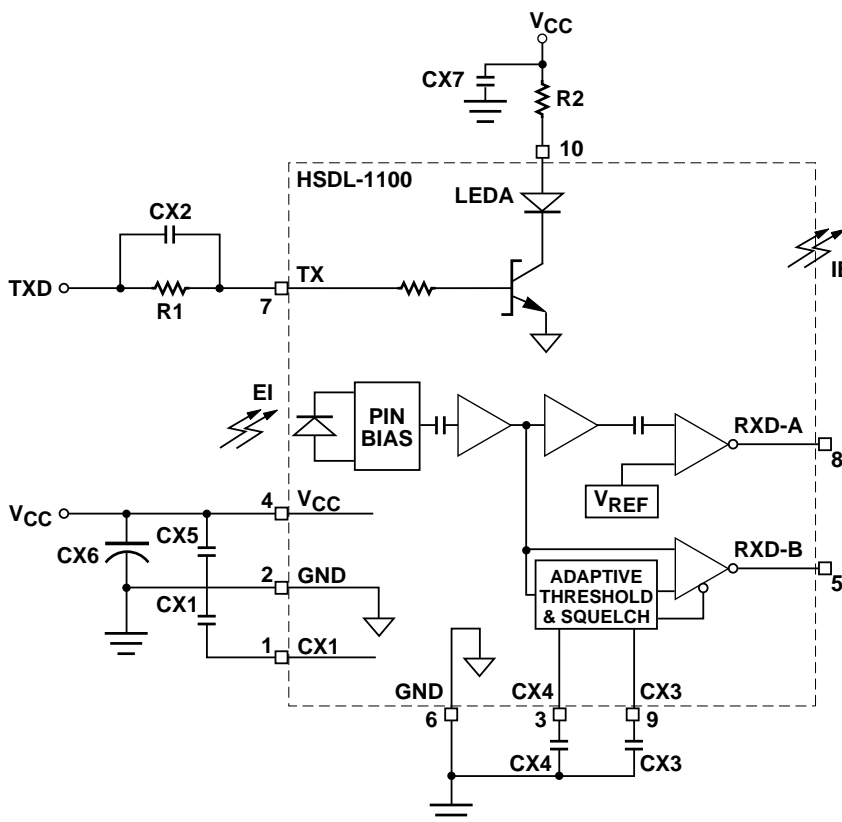 VCC
CX7
R2
10
HSDL-1100
LEDA
CX2
TXD
R1
7
TX
IE
EI
PIN
BIAS
RXD-A
8
VREF
VCC
4
VCC
CX5
CX6
2
GND
CX1
1
CX1
RXD-B
5
ADAPTIVE
THRESHOLD
& SQUELCH
GND
CX4
CX3
6
3
9
CX4
CX3